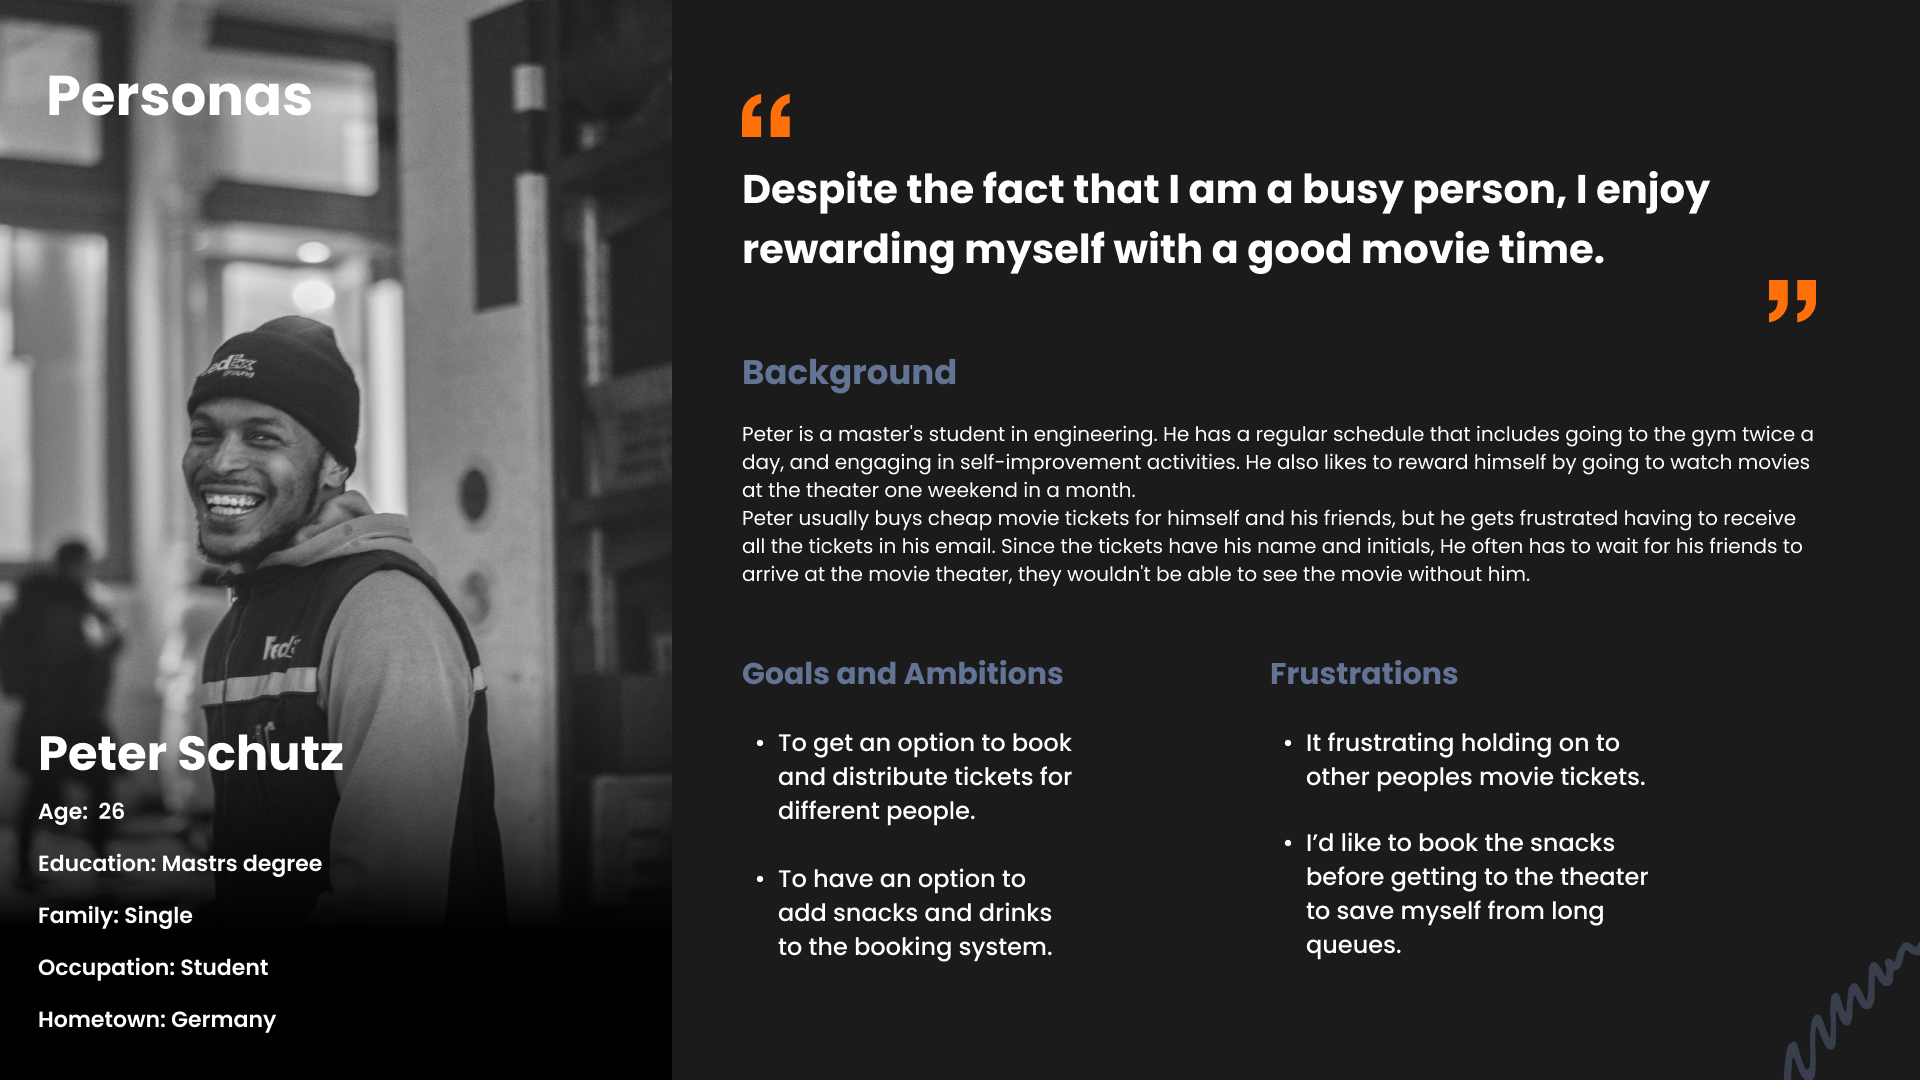 Personas
Peter Schutz
Age: 26
Education: Mastrs degree
Family: Single
Occupation: Student
Hometown: Germany
“
Despite the fact that I am a busy person, I enjoy
rewarding myself with a good movie time.
”
Background
Peter is a master's student in engineering. He has a regular schedule that includes going to the gym twice a
day, and engaging in self-improvement activities. He also likes to reward himself by going to watch movies
at the theater one weekend in a month.
Peter usually buys cheap movie tickets for himself and his friends, but he gets frustrated having to receive
all the tickets in his email. Since the tickets have his name and initials, He often has to wait for his friends to
arrive at the movie theater, they wouldn't be able to see the movie without him.
Goals and Ambitions
• To get an option to book
and distribute tickets for
different people.
• To have an option to
add snacks and drinks
to the booking system.
Frustrations
• It frustrating holding on to
other peoples movie tickets.
• I’d like to book the snacks
before getting to the theater
to save myself from long
queues.
edEx
ground
FedEx